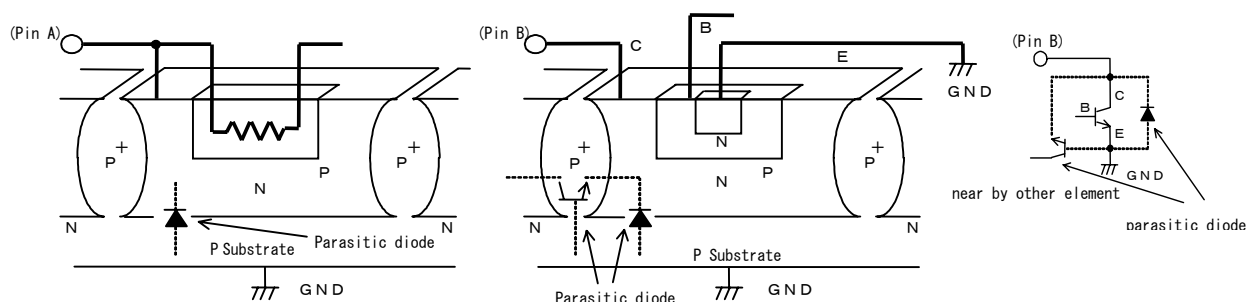 (Pin A)
P+
P
N
P+
N
N
Parasitic diode
P Substrate
GND
(Pin B)
C
B
E
GND
P+
N
P
N
P+
N
N
P Substrate
Parasitic diode
GND
(Pin B)
C
B
E
GND
near by other element
parasitic diode